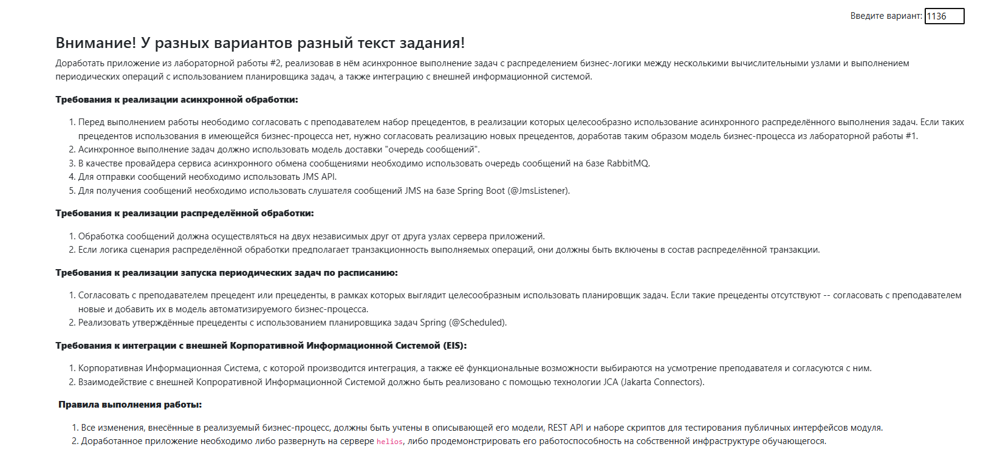 Введите вариант: 1136
Внимание! У разных вариантов разный текст задания!
Доработать приложение из лабораторной работы #2, реализовав в нём асинхронное выполнение задач с распределением бизнес-логики между несколькими вычислительными узлами и выполнением
периодических операций с использованием планировщика задач, а также интеграцию с внешней информационной системой.
Требования к реализации асинхронной обработки:
1. Перед выполнением работы неободимо согласовать с преподавателем набор прецедентов, в реализации которых целесообразно использование асинхронного распределённого выполнения задач. Если таких
прецедентов использования в имеющейся бизнес-процесса нет, нужно согласовать реализацию новых прецедентов, доработав таким образом модель бизнес-процесса из лабораторной работы #1.
2. Асинхронное выполнение задач должно использовать модель доставки "очередь сообщений".
3. В качестве провайдера сервиса асинхронного обмена сообщениями необходимо использовать очередь сообщений на базе RabbitMQ.
4. Для отправки сообщений необходимо использовать JMS API.
5. Для получения сообщений необходимо использовать слушателя сообщений JMS на базе Spring Boot (@JmsListener).
Требования к реализации распределённой обработки:
1. Обработка сообщений должна осуществляться на двух независимых друг от друга узлах сервера приложений.
2. Если логика сценария распределённой обработки предполагает транзакционность выполняемых операций, они должны быть включены в состав распределённой транзакции.
Требования к реализации запуска периодических задач по расписанию:
1. Согласовать с преподавателем прецедент или прецеденты, в рамках которых выглядит целесообразным использовать планировщик задач. Если такие прецеденты отсутствуют -- согласовать с преподавателем
новые и добавить их в модель автоматизируемого бизнес-процесса.
2. Реализовать утверждённые прецеденты с использованием планировщика задач Spring (@Scheduled).
Требования к интеграции с внешней Корпоративной Информационной Системой (EIS):
1. Корпоративная Информационная Система, с которой производится интеграция, а также её функциональные возможности выбираются на усмотрение преподавателя и согласуются с ним.
2. Взаимодействие с внешней Копроративной Информационной Системой должно быть реализовано с помощью технологии JCA (Jakarta Connectors).
Правила выполнения работы:
1. Все изменения, внесённые в реализуемый бизнес-процесс, должны быть учтены в описывающей его модели, REST API и наборе скриптов для тестирования публичных интерфейсов модуля.
2. Доработанное приложение необходимо либо развернуть на сервере helios, либо продемонстрировать его работоспособность на собственной инфраструктуре обучающегося.